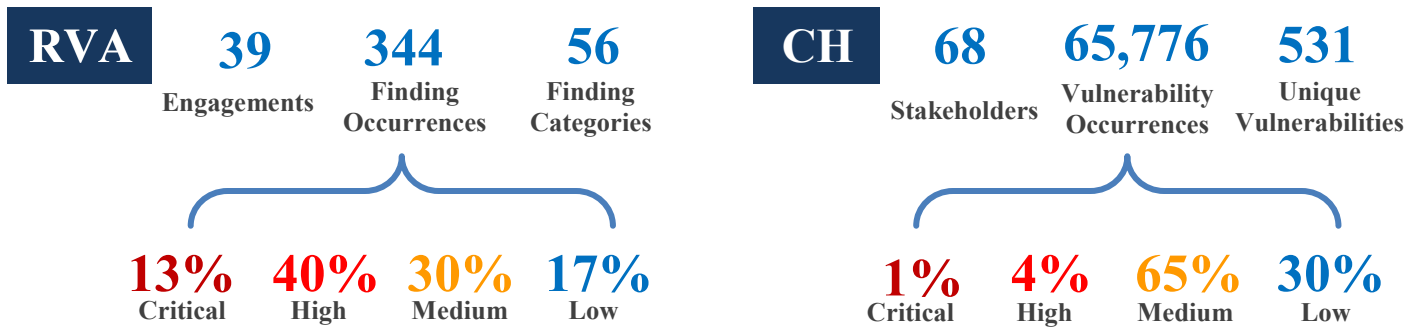 RVA
39
344
56
Engagements
Finding
Occurrences
Finding
Categories
13%
40%
30%
17%
Critical
High
Medium
Low
CH
68
65,776
531
Stakeholders
Vulnerability
Occurrences
Unique
Vulnerabilities
1%
4%
65%
30%
Critical
High
Medium
Low